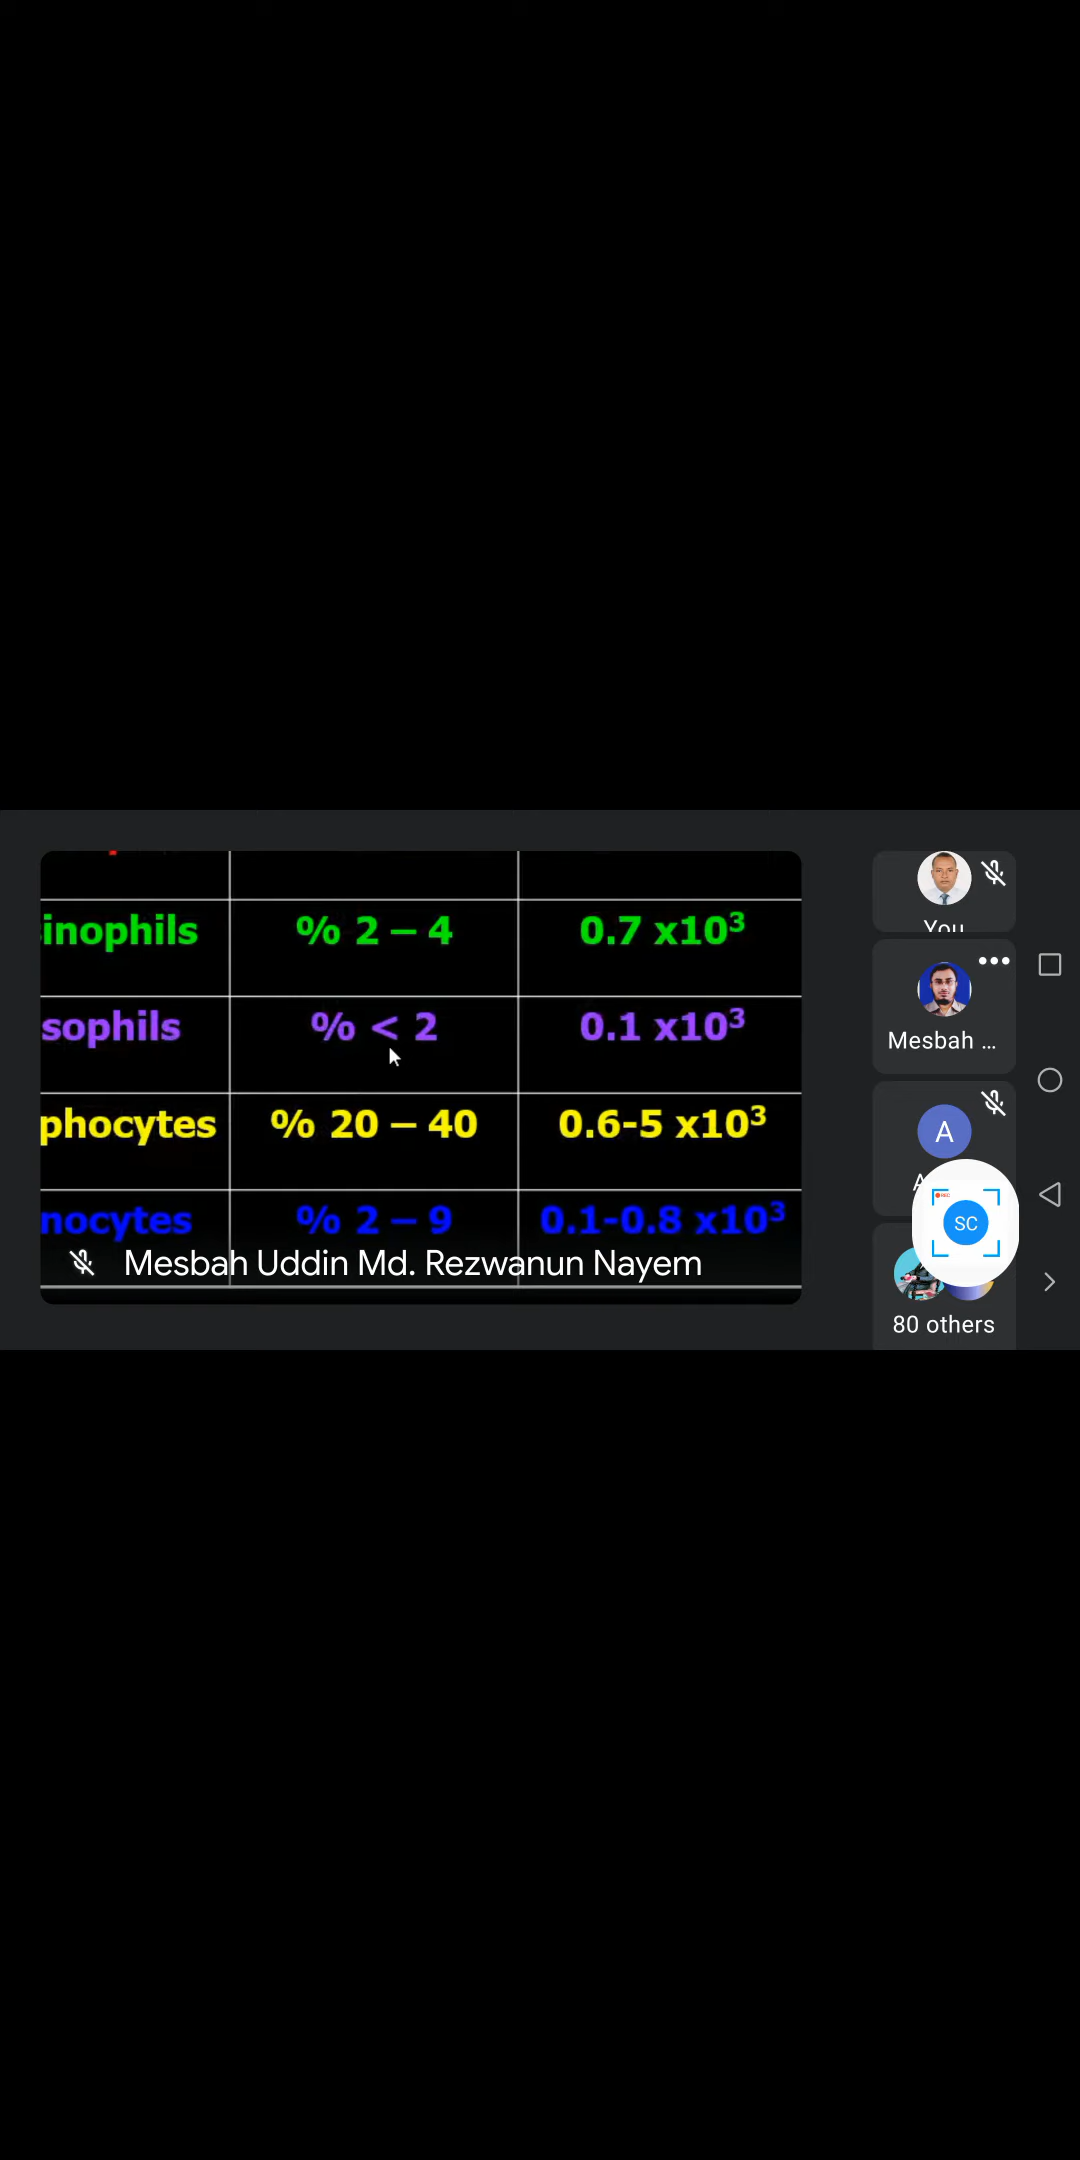 inophils % 2 – 4 0.7 x10³
sophils % < 2 0.1 x10³
phocytes % 20 – 40 0.6-5 x10³
nocytes % 2 – 9 0.1-0.8 x10³
Mesbah Uddin Md. Rezwanun Nayem
You
Mesbah ...
A
REC
SC
80 others